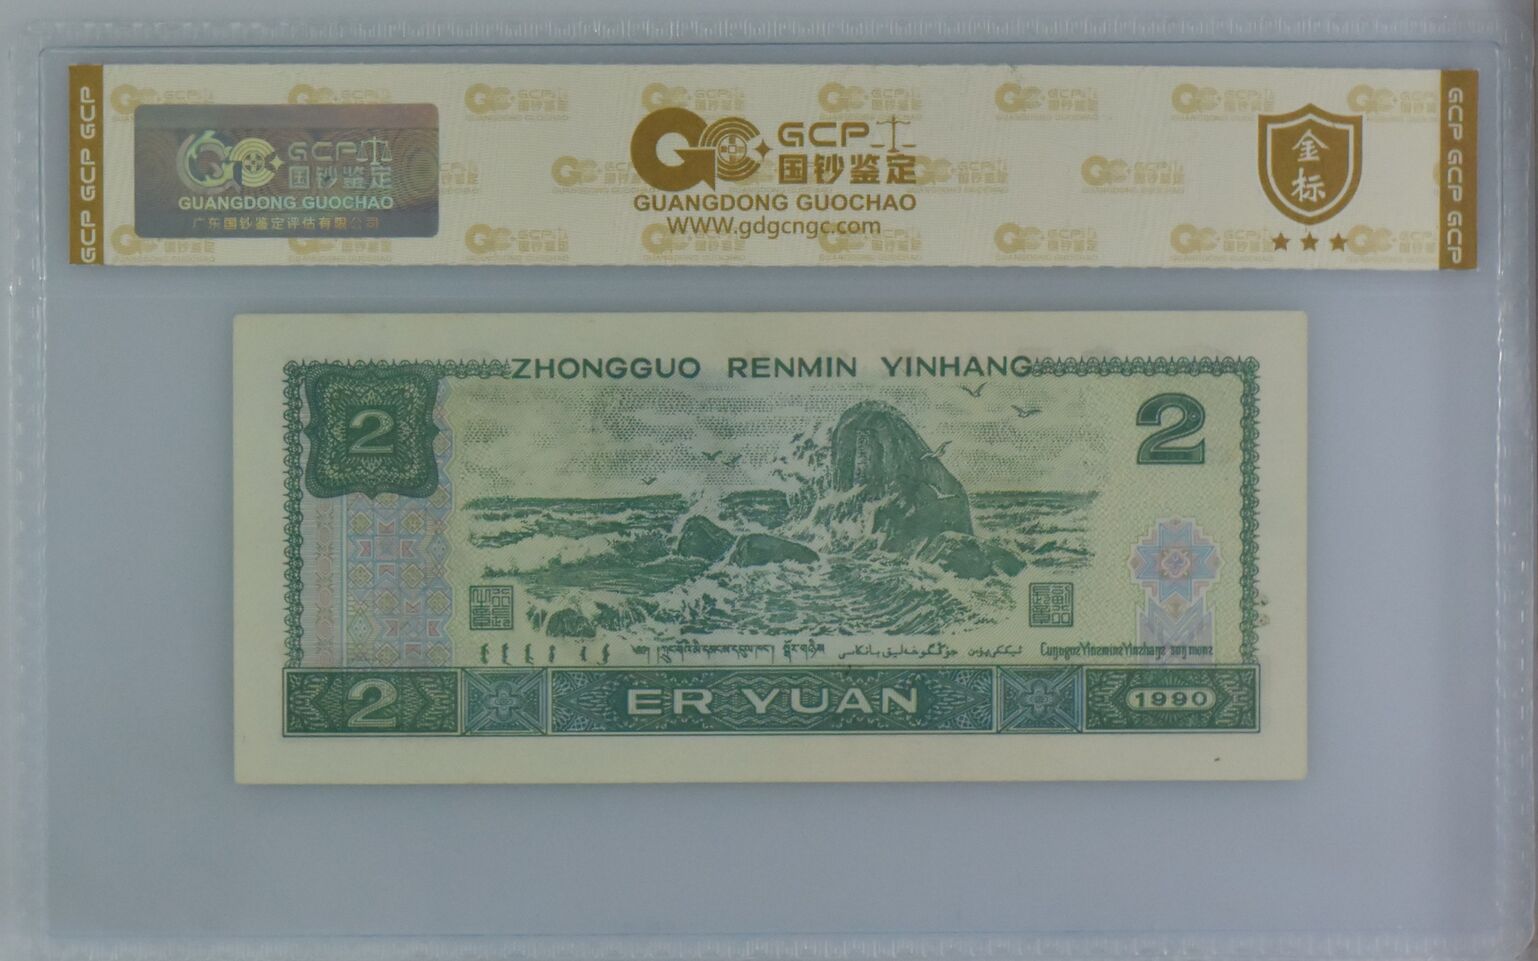 GCP GCP GCP
GCP 国钞鉴定
GUANGDONG GUOCHAO
广东国钞鉴定评估有限公司
GCP
国钞鉴定
GUANGDONG GUOCHAO
WWW.gdgcngc.com
金标
GCP GCP GCP
ZHONGGUO RENMIN YINHANG
2
2
2
ER YUAN
1990